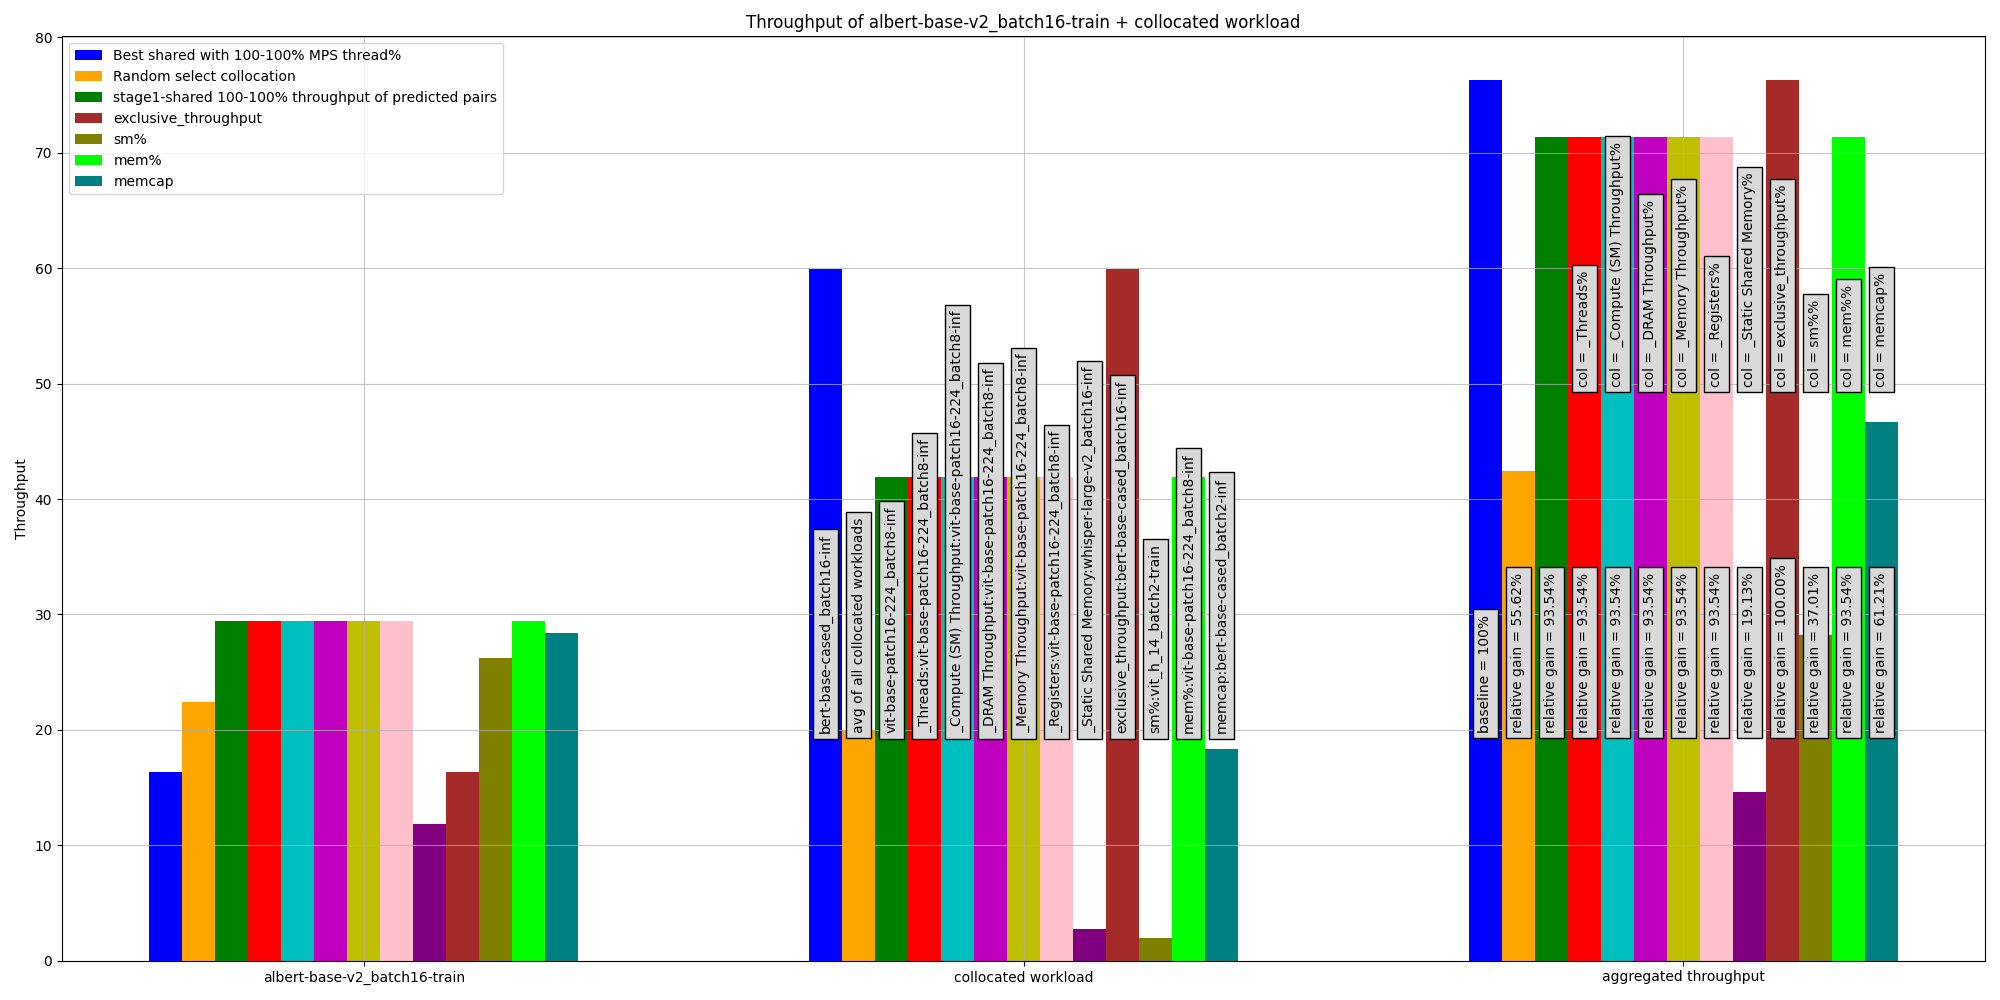 Throughput of albert-base-v2_batch16-train + collocated workload
Best shared with 100-100% MPS thread%
Random select collocation
stage1-shared 100-100% throughput of predicted pairs
exclusive_throughput
sm%
mem%
memcap
Throughput
80
70
60
50
40
30
20
10
0
bert-base-cased_batch16-inf
avg of all collocated workloads
vit-base-patch16-224_batch8-inf
_Threads:vit-base-patch16-224_batch8-inf
_Compute (SM) Throughput:vit-base-patch16-224_batch8-inf
_DRAM Throughput:vit-base-patch16-224_batch8-inf
_Memory Throughput:vit-base-patch16-224_batch8-inf
_Registers:vit-base-patch16-224_batch8-inf
_Static Shared Memory:whisper-large-v2_batch16-inf
exclusive_throughput:bert-base-cased_batch16-inf
sm%:vit_h_14_batch2-train
mem%:vit-base-patch16-224_batch8-inf
memcap:bert-base-cased_batch2-inf
col = _Threads%
col = _Compute (SM) Throughput%
col = _DRAM Throughput%
col = _Memory Throughput%
col = _Registers%
col = _Static Shared Memory%
col = exclusive_throughput%
col = sm%%
col = mem%%
col = memcap%
baseline = 100%
relative gain = 55.62%
relative gain = 93.54%
relative gain = 93.54%
relative gain = 93.54%
relative gain = 93.54%
relative gain = 93.54%
relative gain = 93.54%
relative gain = 19.13%
relative gain = 100.00%
relative gain = 37.01%
relative gain = 93.54%
relative gain = 61.21%
albert-base-v2_batch16-train
collocated workload
aggregated throughput